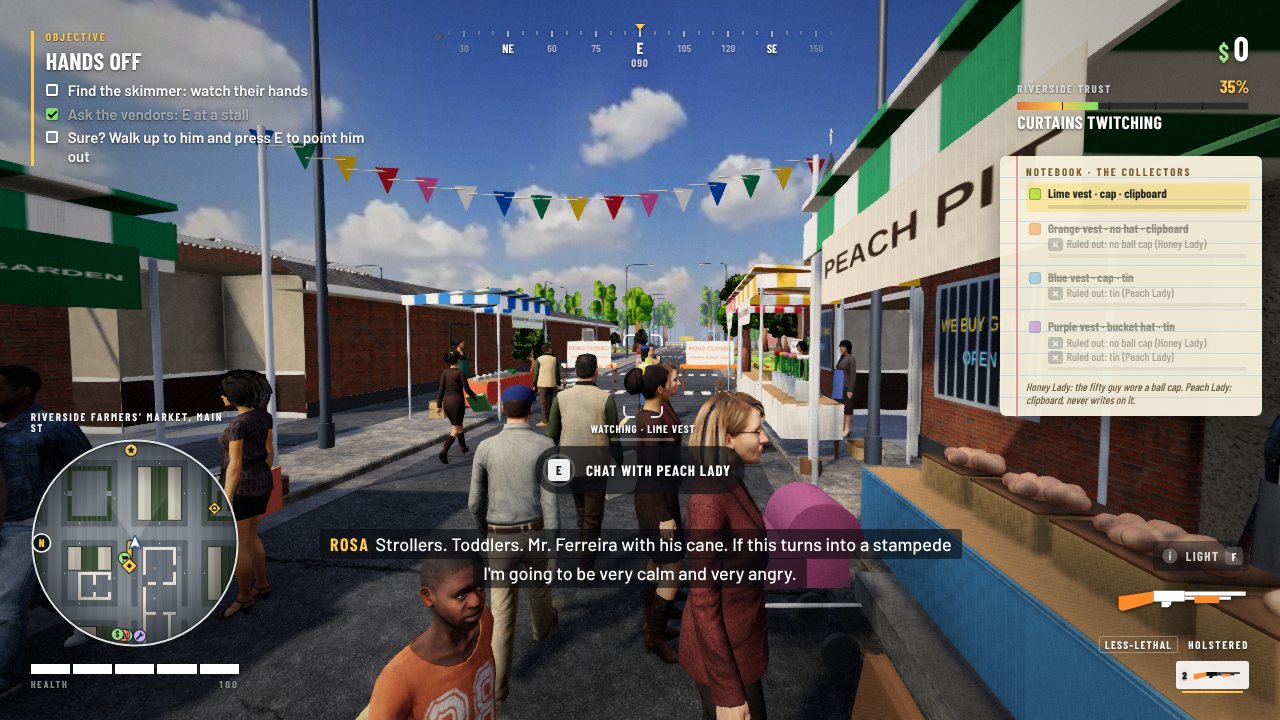 OBJECTIVE
HANDS OFF
Find the skimmer: watch their hands
Ask the vendors: E at a stall
Sure? Walk up to him and press E to point him
out
30 NE 60 75 E 105 120 SE 150
090
$ 0
RIVERSIDE TRUST 35%
CURTAINS TWITCHING
NOTEBOOK · THE COLLECTORS
Lime vest · cap · clipboard
Orange vest · no hat · clipboard
Ruled out: no ball cap (Honey Lady)
Blue vest · cap · tin
Ruled out: tin (Peach Lady)
Purple vest · bucket hat · tin
Ruled out: no ball cap (Honey Lady)
Ruled out: tin (Peach Lady)
Honey Lady: the fifty guy wore a ball cap. Peach Lady:
clipboard, never writes on it.
GARDEN
PEACH PI
WE BUY G
OPEN
ROAD CLOSED
ROAD CLOSED
RIVERSIDE FARMERS' MARKET, MAIN
ST
N
WATCHING · LIME VEST
E CHAT WITH PEACH LADY
ROSA Strollers. Toddlers. Mr. Ferreira with his cane. If this turns into a stampede
I'm going to be very calm and very angry.
LIGHT F
LESS-LETHAL HOLSTERED
2
HEALTH 100